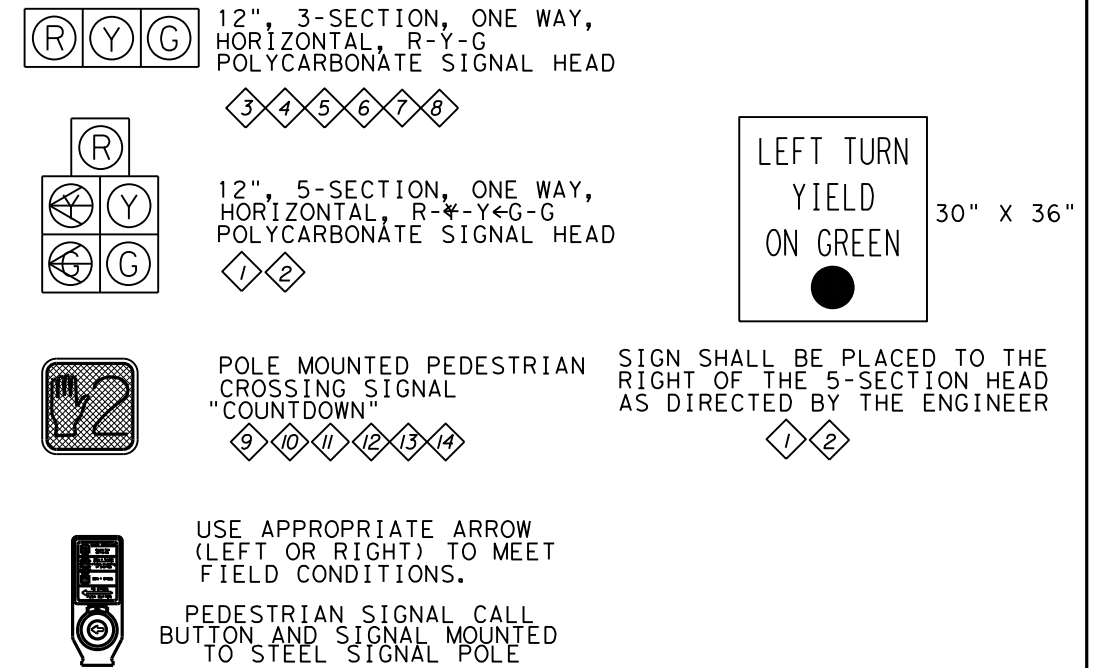 R Y G
12", 3-SECTION, ONE WAY,
HORIZONTAL, R-Y-G
POLYCARBONATE SIGNAL HEAD
3 4 5 6 7 8
R
Y Y
G G
12", 5-SECTION, ONE WAY,
HORIZONTAL, R-←Y-Y←G-G
POLYCARBONATE SIGNAL HEAD
1 2
LEFT TURN
YIELD
ON GREEN
30" X 36"
SIGN SHALL BE PLACED TO THE
RIGHT OF THE 5-SECTION HEAD
AS DIRECTED BY THE ENGINEER
1 2
2
POLE MOUNTED PEDESTRIAN
CROSSING SIGNAL
"COUNTDOWN"
9 10 11 12 13 14
USE APPROPRIATE ARROW
(LEFT OR RIGHT) TO MEET
FIELD CONDITIONS.
PEDESTRIAN SIGNAL CALL
BUTTON AND SIGNAL MOUNTED
TO STEEL SIGNAL POLE